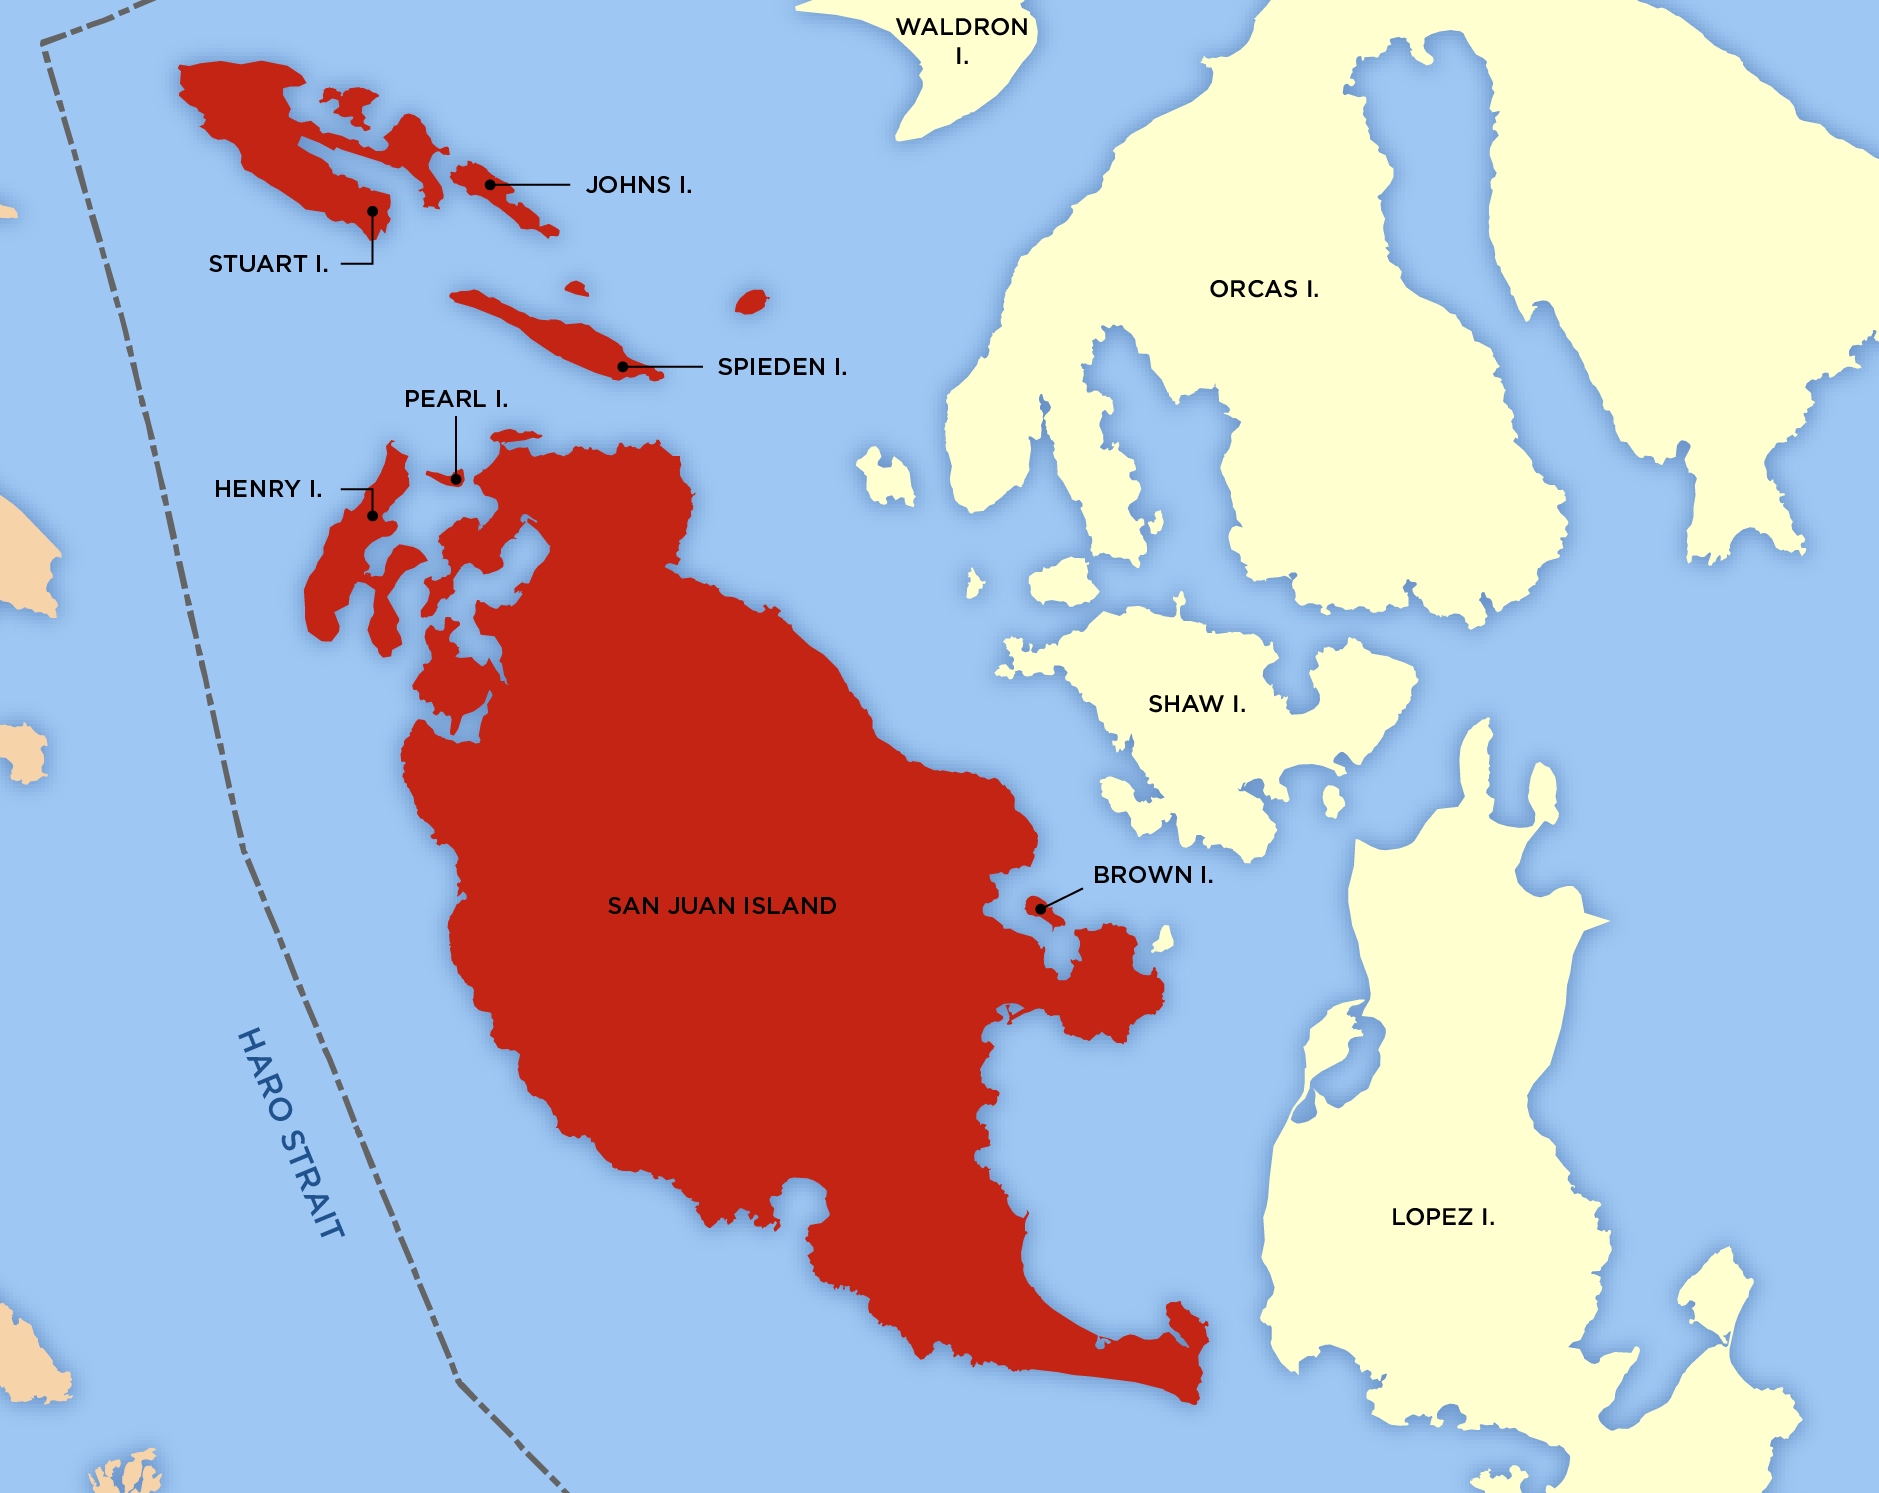 WALDRON
I.
JOHNS I.
STUART I.
ORCAS I.
SPIEDEN I.
PEARL I.
HENRY I.
SHAW I.
BROWN I.
SAN JUAN ISLAND
HARO STRAIT
LOPEZ I.